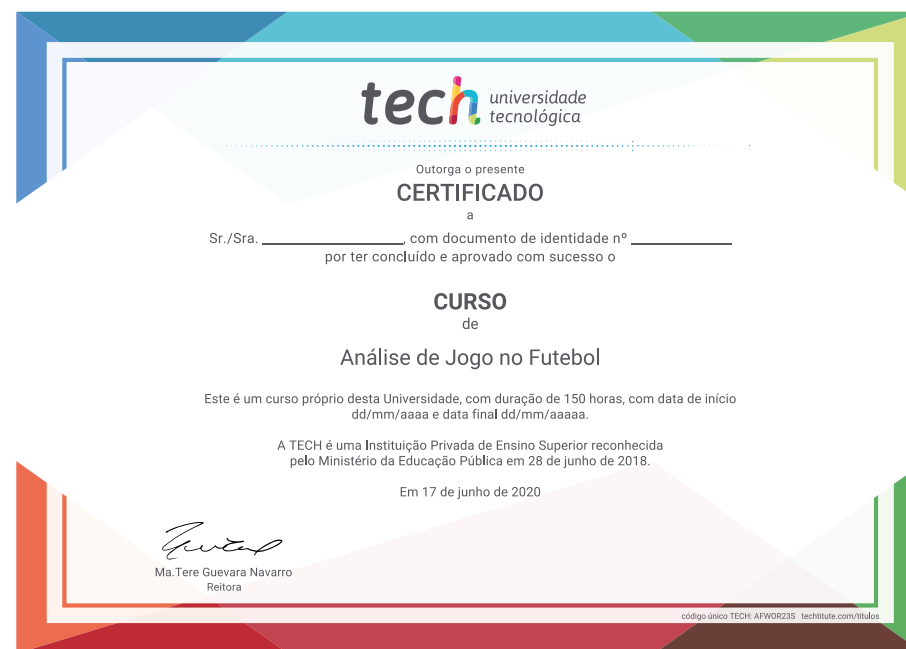 tech universidade
tecnológica
Outorga o presente
CERTIFICADO
a
Sr./Sra. ____________________, com documento de identidade nº ______________
por ter concluído e aprovado com sucesso o
CURSO
de
Análise de Jogo no Futebol
Este é um curso próprio desta Universidade, com duração de 150 horas, com data de início
dd/mm/aaaa e data final dd/mm/aaaaa.
A TECH é uma Instituição Privada de Ensino Superior reconhecida
pelo Ministério da Educação Pública em 28 de junho de 2018.
Em 17 de junho de 2020
Ma.Tere Guevara Navarro
Reitora
código único TECH: AFWOR23S techtitute.com/titulos